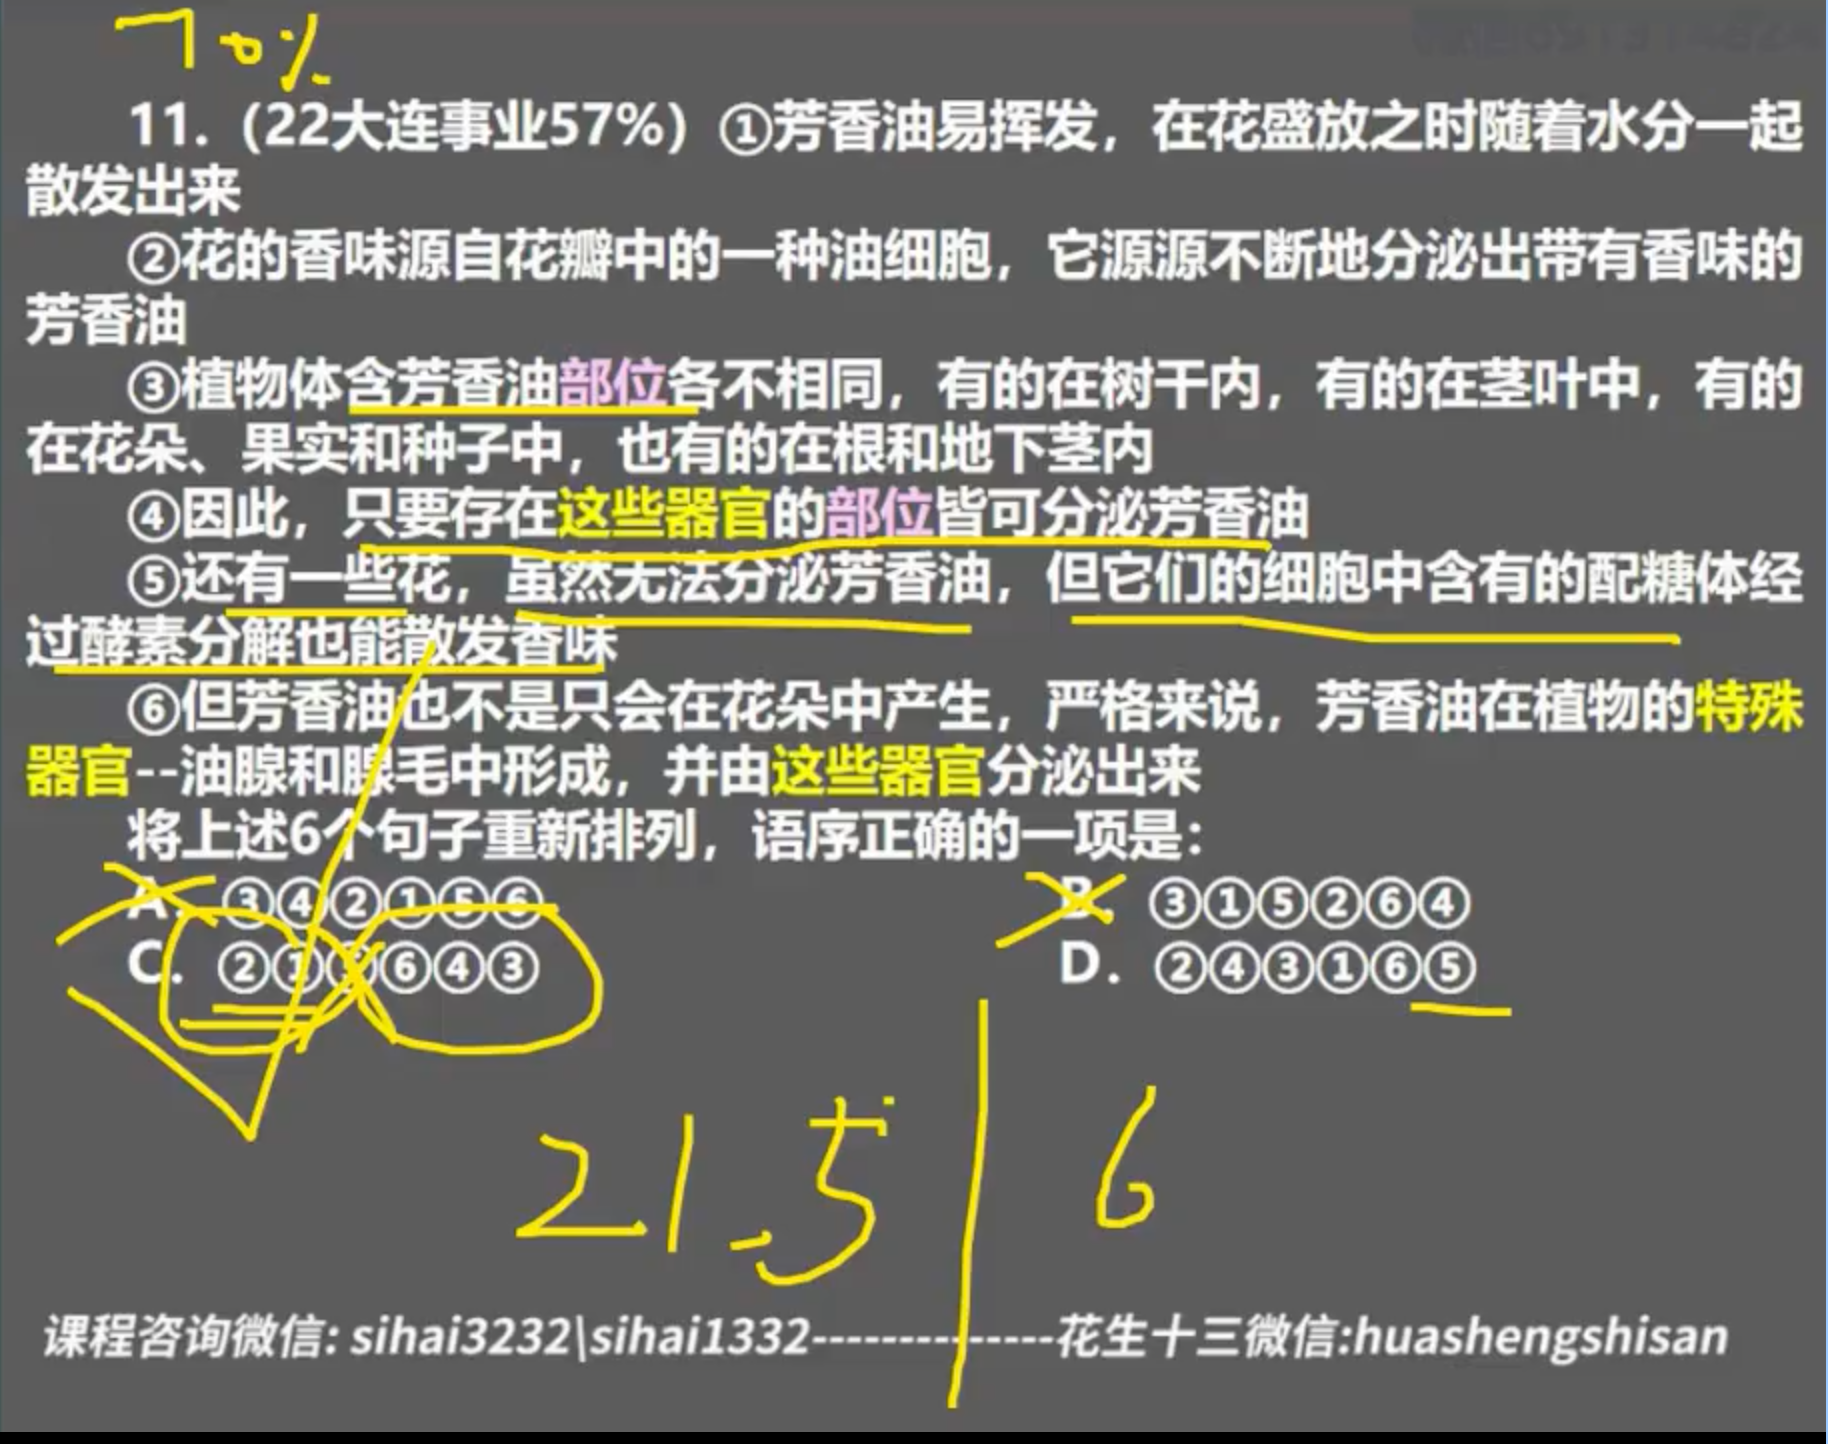 70%
11.（22大连事业57%）①芳香油易挥发，在花盛放之时随着水分一起
散发出来
②花的香味源自花瓣中的一种油细胞，它源源不断地分泌出带有香味的
芳香油
③植物体含芳香油部位各不相同，有的在树干内，有的在茎叶中，有的
在花朵、果实和种子中，也有的在根和地下茎内
④因此，只要存在这些器官的部位皆可分泌芳香油
⑤还有一些花，虽然无法分泌芳香油，但它们的细胞中含有的配糖体经
过酵素分解也能散发香味
⑥但芳香油也不是只会在花朵中产生，严格来说，芳香油在植物的特殊
器官--油腺和腺毛中形成，并由这些器官分泌出来
将上述6个句子重新排列，语序正确的一项是：
A. ③④②①⑤⑥ B. ③①⑤②⑥④
C. ②①⑤⑥④③ D. ②④③①⑥⑤
21.5 6
课程咨询微信: sihai3232\sihai1332--------------花生十三微信:huashengshisan